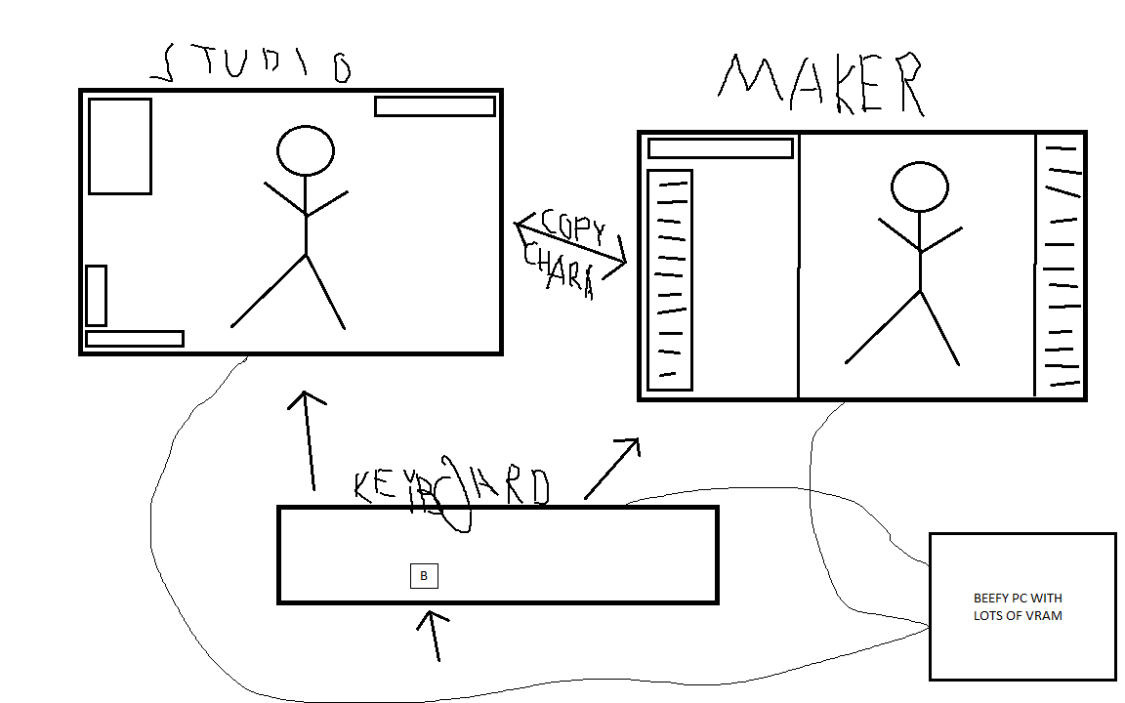 STUDIO
MAKER
COPY
CHARA
KEYBOARD
B
BEEFY PC WITH
LOTS OF VRAM